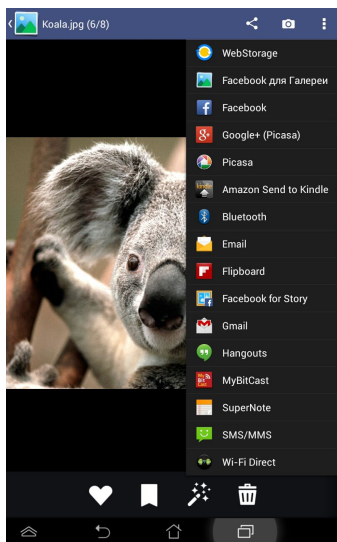 Koala.jpg (6/8)
WebStorage
Facebook для Галереи
Facebook
Google+ (Picasa)
Picasa
Amazon Send to Kindle
Bluetooth
Email
Flipboard
Facebook for Story
Gmail
Hangouts
MyBitCast
SuperNote
SMS/MMS
Wi-Fi Direct